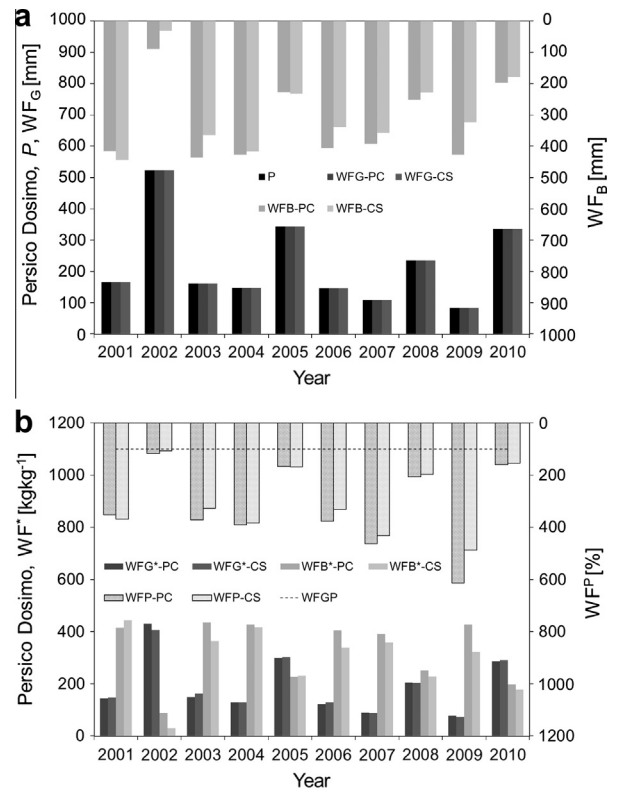 a
Persico Dosimo, P, WFG [mm]
1000
900
800
700
600
500
400
300
200
100
0
P WFG-PC WFG-CS
WFB-PC WFB-CS
0
100
200
300
400
500
600
700
800
900
1000
WFB [mm]
2001 2002 2003 2004 2005 2006 2007 2008 2009 2010
Year
b
Persico Dosimo, WF* [kgkg-1]
1200
1000
800
600
400
200
0
WFG*-PC WFG*-CS WFB*-PC WFB*-CS
WFP-PC WFP-CS WFGP
0
200
400
600
800
1000
1200
WFP [%]
2001 2002 2003 2004 2005 2006 2007 2008 2009 2010
Year